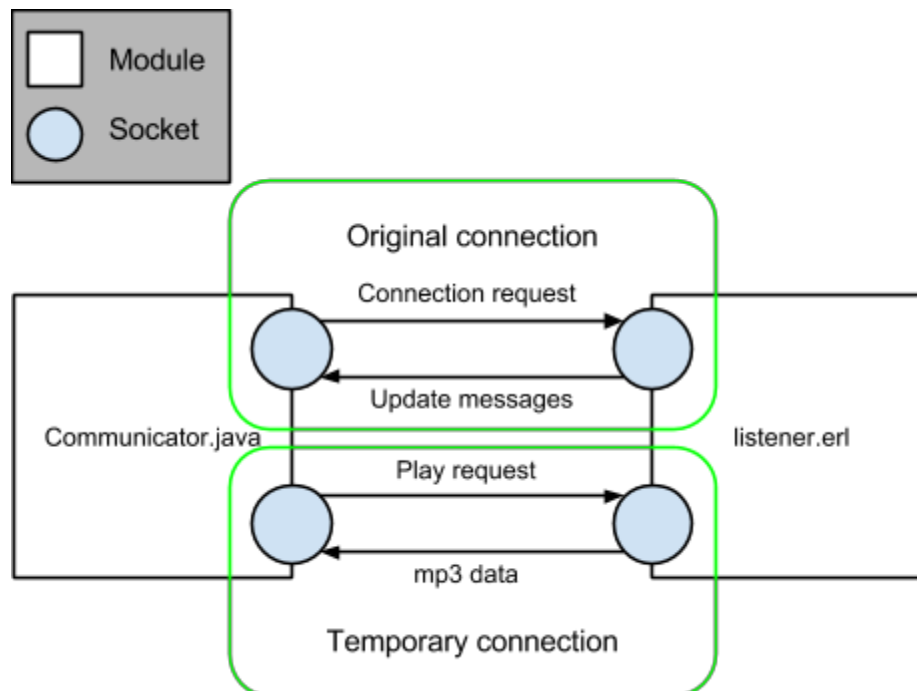 Module
Socket
Original connection
Connection request
Update messages
Communicator.java
listener.erl
Play request
mp3 data
Temporary connection